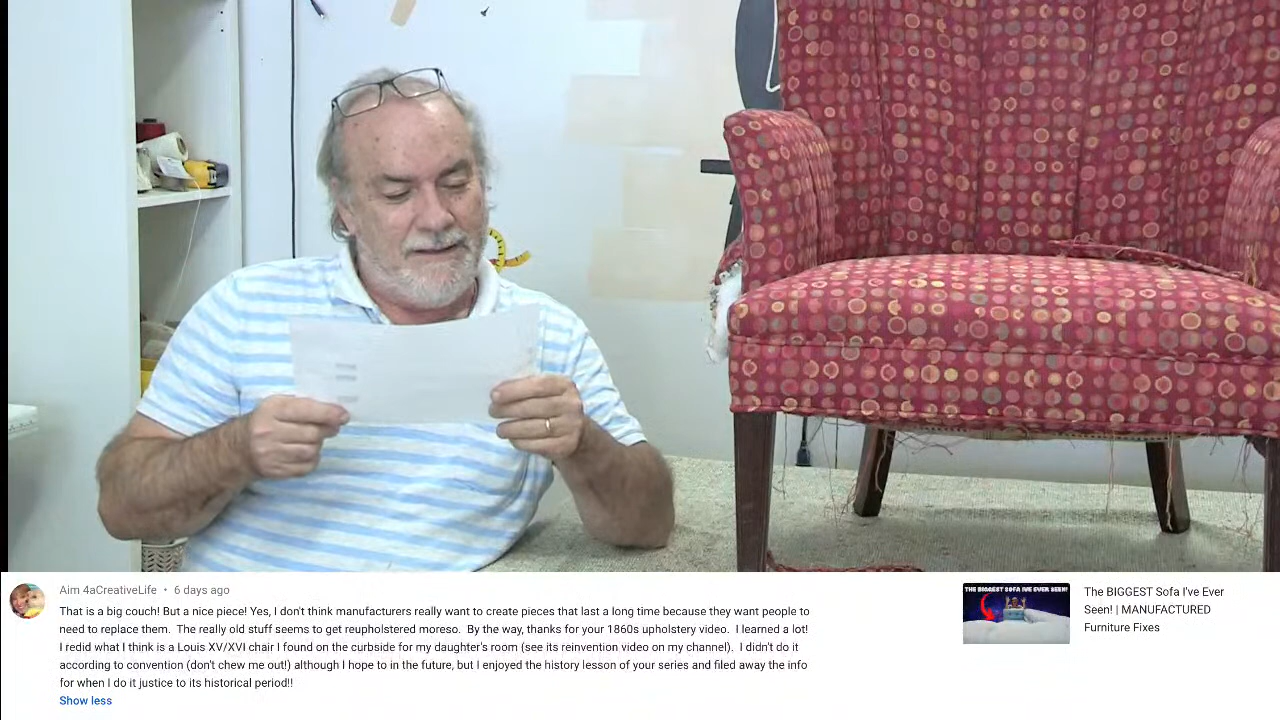 Aim 4aCreativeLife • 6 days ago
That is a big couch! But a nice piece! Yes, I don't think manufacturers really want to create pieces that last a long time because they want people to
need to replace them. The really old stuff seems to get reupholstered moreso. By the way, thanks for your 1860s upholstery video. I learned a lot!
I redid what I think is a Louis XV/XVI chair I found on the curbside for my daughter's room (see its reinvention video on my channel). I didn't do it
according to convention (don't chew me out!) although I hope to in the future, but I enjoyed the history lesson of your series and filed away the info
for when I do it justice to its historical period!!
Show less
THE BIGGEST SOFA I'VE EVER SEEN!
The BIGGEST Sofa I've Ever
Seen! | MANUFACTURED
Furniture Fixes